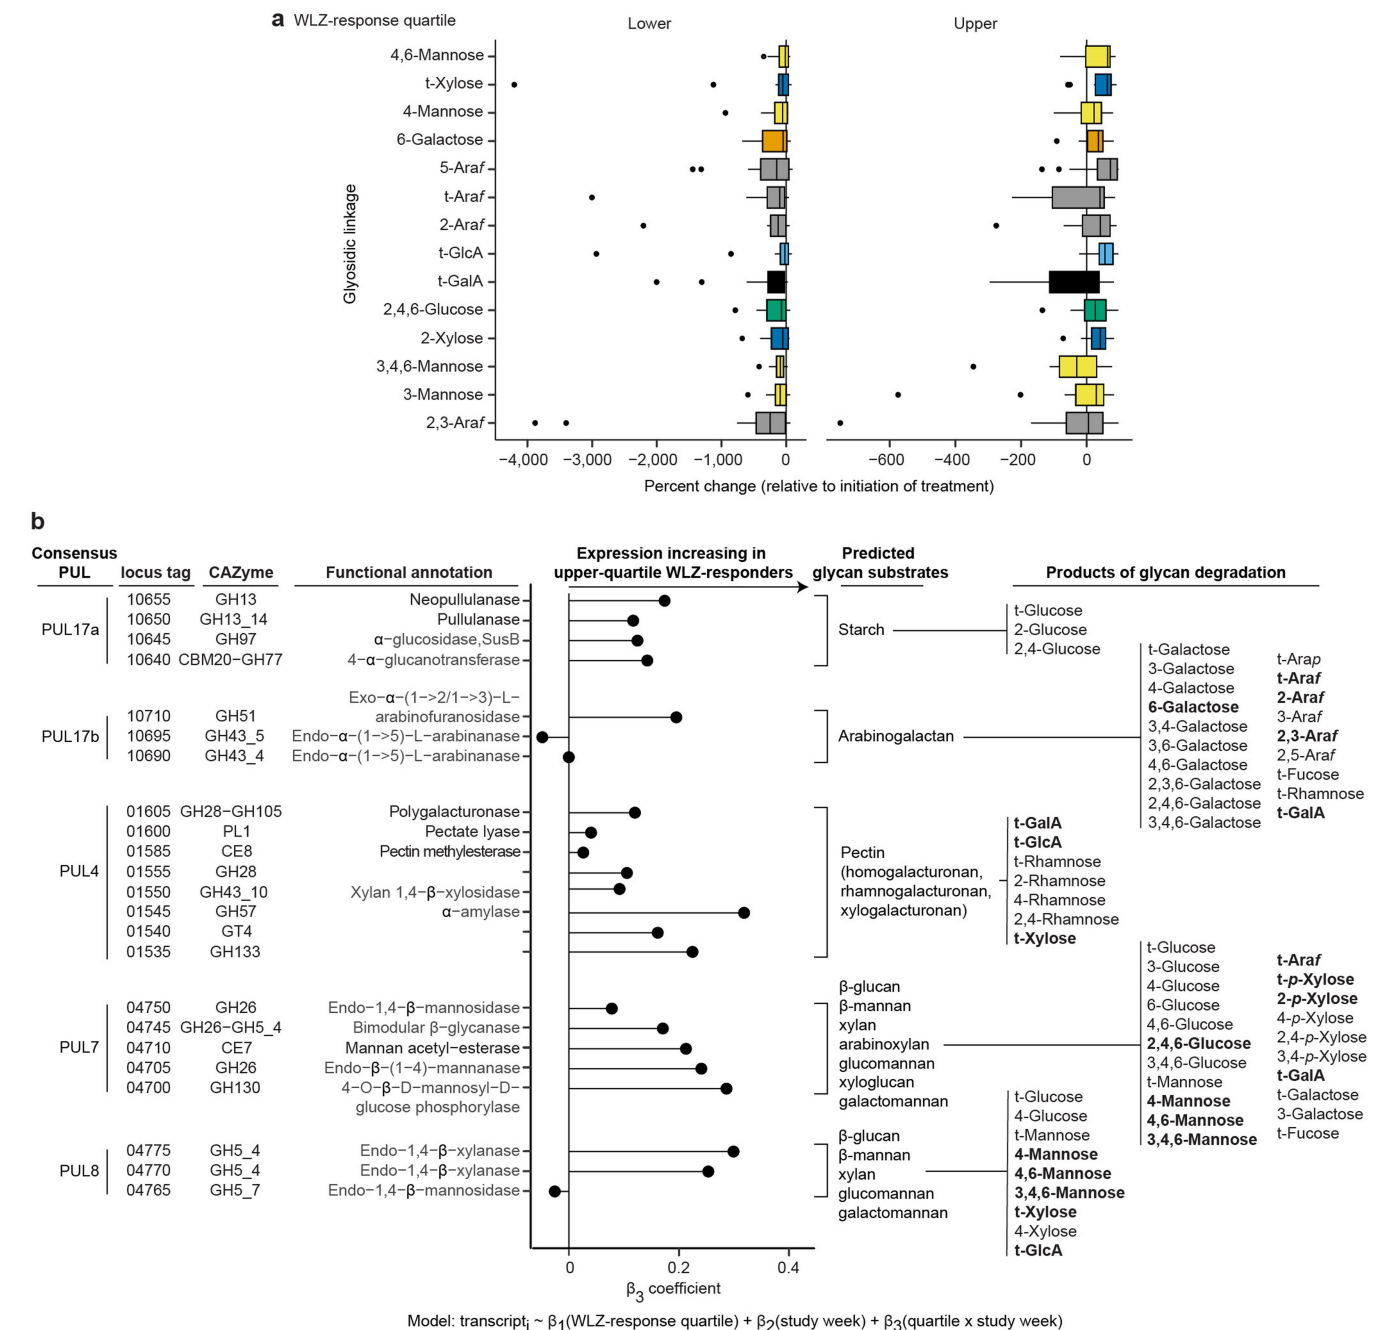 a WLZ-response quartile
Lower
Upper
Glyosidic linkage
4,6-Mannose
t-Xylose
4-Mannose
6-Galactose
5-Araf
t-Araf
2-Araf
t-GlcA
t-GalA
2,4,6-Glucose
2-Xylose
3,4,6-Mannose
3-Mannose
2,3-Araf
−4,000 −3,000 −2,000 −1,000 0
−600 −400 −200 0
Percent change (relative to initiation of treatment)
b
Consensus PUL
locus tag
CAZyme
Functional annotation
Expression increasing in upper-quartile WLZ-responders
Predicted glycan substrates
Products of glycan degradation
PUL17a
10655 GH13 Neopullulanase
10650 GH13_14 Pullulanase
10645 GH97 α−glucosidase,SusB
10640 CBM20−GH77 4−α−glucanotransferase
Starch
t-Glucose
2-Glucose
2,4-Glucose
PUL17b
Exo−α−(1−>2/1−>3)−L−
10710 GH51 arabinofuranosidase
10695 GH43_5 Endo−α−(1−>5)−L−arabinanase
10690 GH43_4 Endo−α−(1−>5)−L−arabinanase
Arabinogalactan
t-Galactose
3-Galactose
4-Galactose
6-Galactose
3,4-Galactose
3,6-Galactose
4,6-Galactose
2,3,6-Galactose
2,4,6-Galactose
3,4,6-Galactose
t-Arap
t-Araf
2-Araf
3-Araf
2,3-Araf
2,5-Araf
t-Fucose
t-Rhamnose
t-GalA
PUL4
01605 GH28−GH105 Polygalacturonase
01600 PL1 Pectate lyase
01585 CE8 Pectin methylesterase
01555 GH28
01550 GH43_10 Xylan 1,4−β−xylosidase
01545 GH57 α−amylase
01540 GT4
01535 GH133
Pectin
(homogalacturonan,
rhamnogalacturonan,
xylogalacturonan)
t-GalA
t-GlcA
t-Rhamnose
2-Rhamnose
4-Rhamnose
2,4-Rhamnose
t-Xylose
PUL7
04750 GH26 Endo−1,4−β−mannosidase
04745 GH26−GH5_4 Bimodular β−glycanase
04710 CE7 Mannan acetyl−esterase
04705 GH26 Endo−β−(1−4)−mannanase
04700 GH130 4−O−β−D−mannosyl−D−
glucose phosphorylase
β-glucan
β-mannan
xylan
arabinoxylan
glucomannan
xyloglucan
galactomannan
t-Glucose
3-Glucose
4-Glucose
6-Glucose
4,6-Glucose
2,4,6-Glucose
3,4,6-Glucose
t-Mannose
4-Mannose
4,6-Mannose
3,4,6-Mannose
t-Araf
t-p-Xylose
2-p-Xylose
4-p-Xylose
2,4-p-Xylose
3,4-p-Xylose
t-GalA
t-Galactose
3-Galactose
t-Fucose
PUL8
04775 GH5_4 Endo−1,4−β−xylanase
04770 GH5_4 Endo−1,4−β−xylanase
04765 GH5_7 Endo−1,4−β−mannosidase
β-glucan
β-mannan
xylan
glucomannan
galactomannan
t-Glucose
4-Glucose
t-Mannose
4-Mannose
4,6-Mannose
3,4,6-Mannose
t-Xylose
4-Xylose
t-GlcA
0 0.2 0.4
β3 coefficient
Model: transcripti ~ β1(WLZ-response quartile) + β2(study week) + β3(quartile x study week)